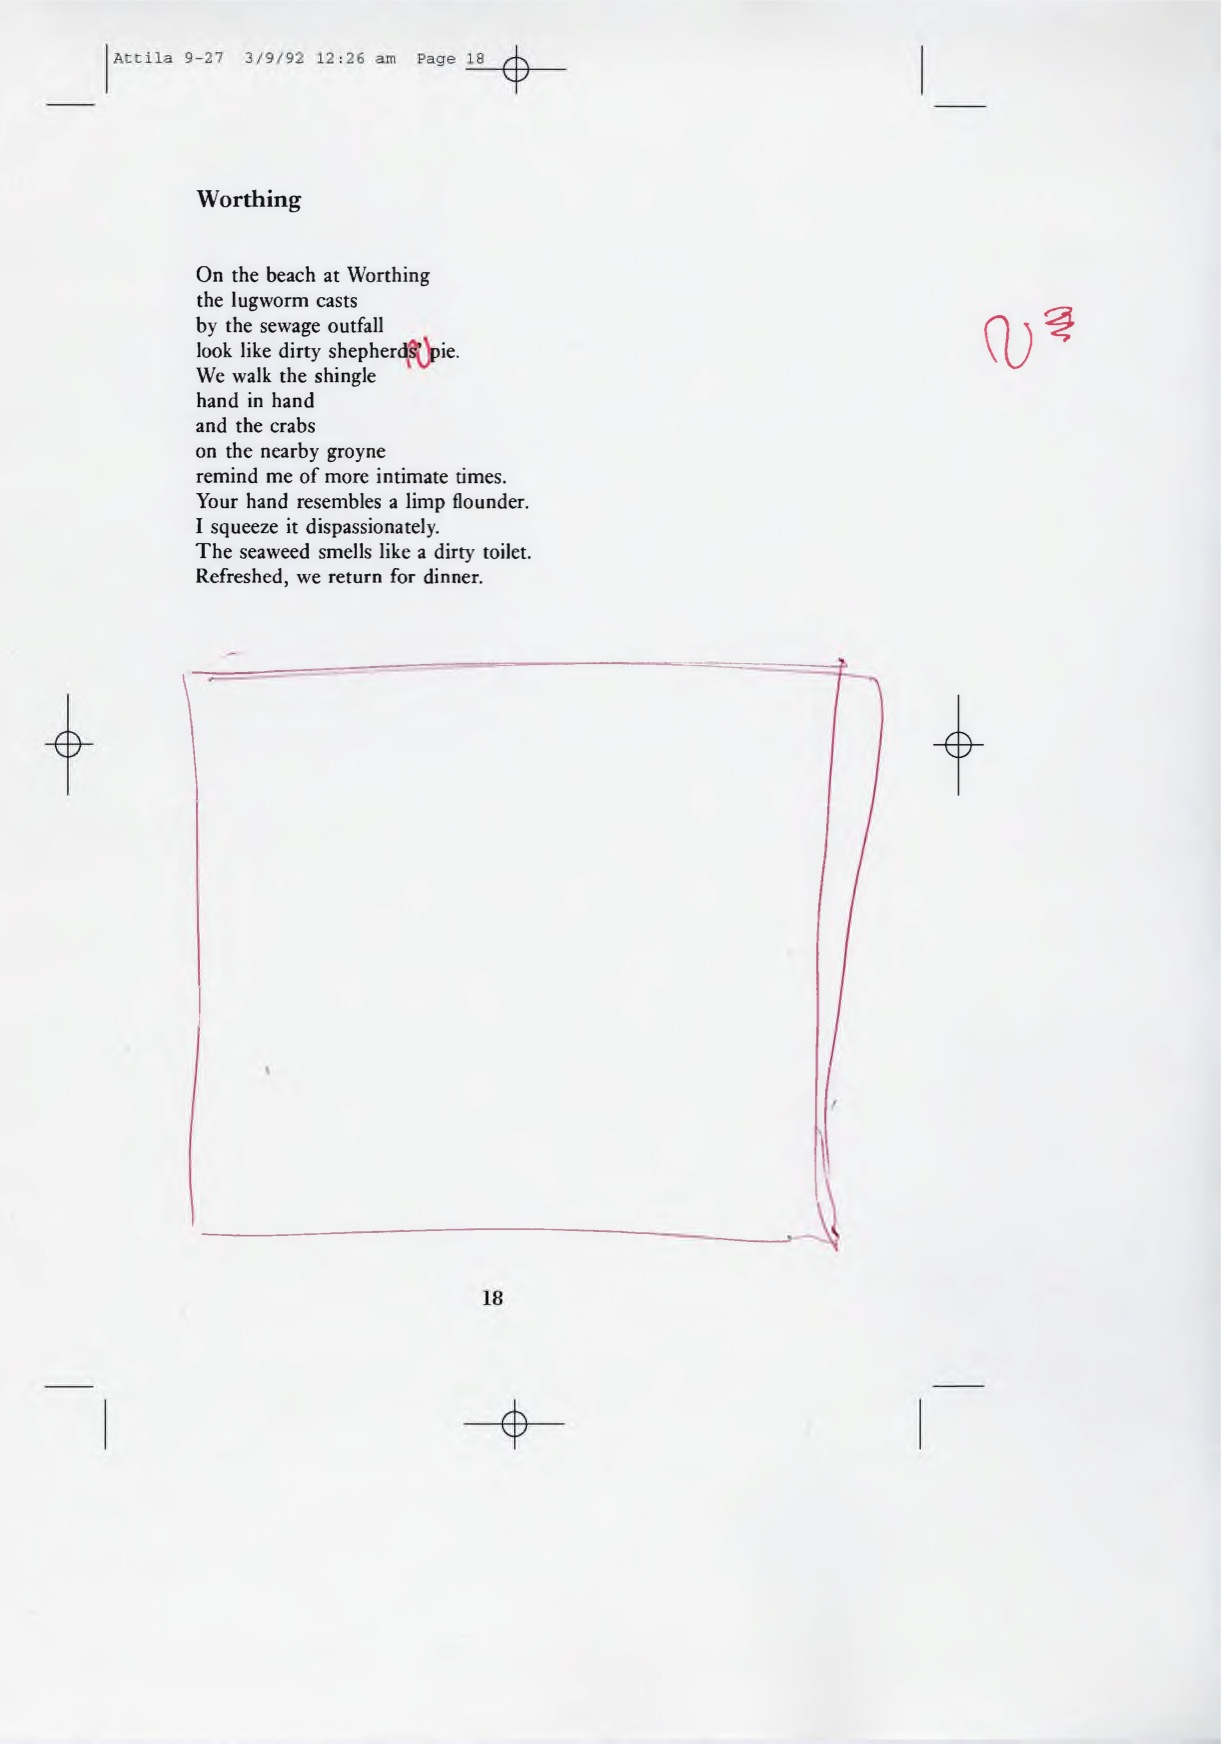 Attila 9-27 3/9/92 12:26 am Page 18
Worthing
On the beach at Worthing
the lugworm casts
by the sewage outfall
look like dirty shepherds' pie.
We walk the shingle
hand in hand
and the crabs
on the nearby groyne
remind me of more intimate times.
Your hand resembles a limp flounder.
I squeeze it dispassionately.
The seaweed smells like a dirty toilet.
Refreshed, we return for dinner.
18